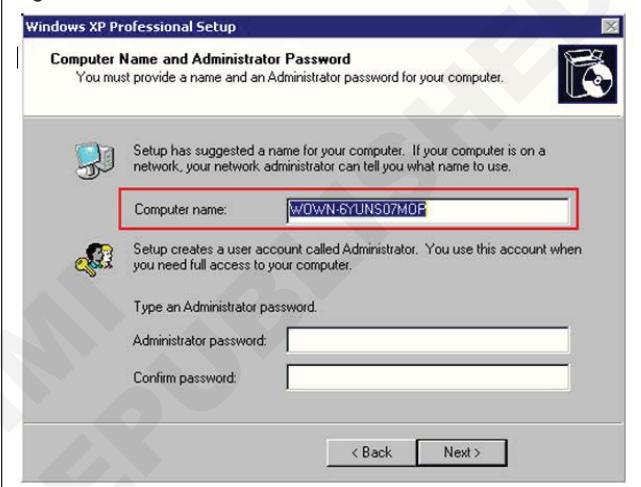 Windows XP Professional Setup
Computer Name and Administrator Password
You must provide a name and an Administrator password for your computer.
Setup has suggested a name for your computer. If your computer is on a
network, your network administrator can tell you what name to use.
Computer name: WOWN-6YUNS07MOP
Setup creates a user account called Administrator. You use this account when
you need full access to your computer.
Type an Administrator password.
Administrator password:
Confirm password:
< Back Next >